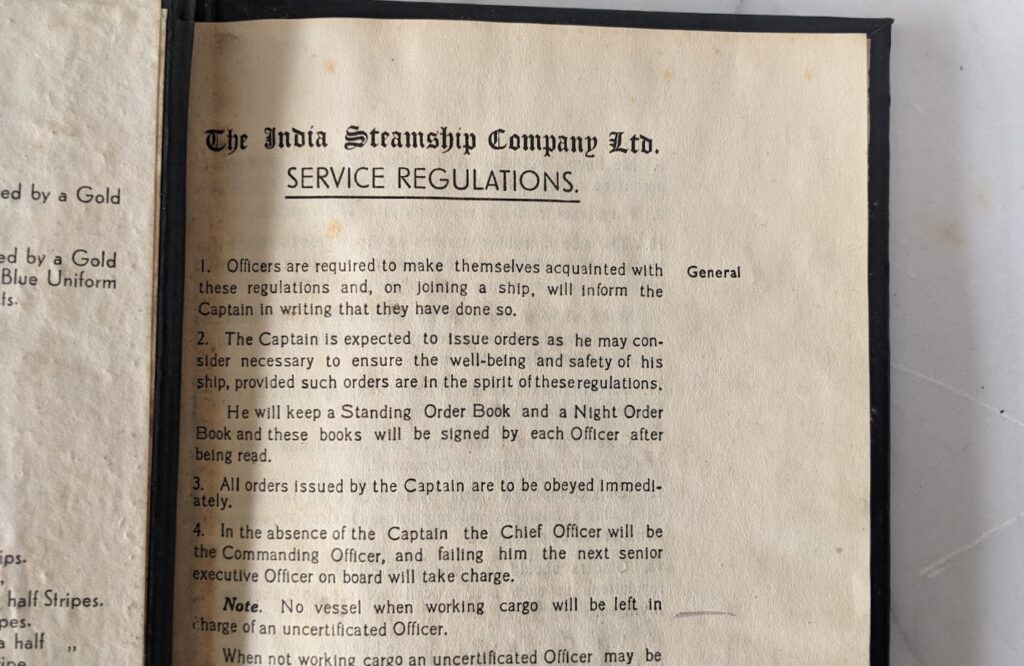 ed by a Gold
ed by a Gold
Blue Uniform
ts.
ips.
„
half Stripes.
pes.
a half „
ipe.
The India Steamship Company Ltd.
SERVICE REGULATIONS.
General
1. Officers are required to make themselves acquainted with
these regulations and, on joining a ship, will inform the
Captain in writing that they have done so.
2. The Captain is expected to issue orders as he may con-
sider necessary to ensure the well-being and safety of his
ship, provided such orders are in the spirit of these regulations.
He will keep a Standing Order Book and a Night Order
Book and these books will be signed by each Officer after
being read.
3. All orders issued by the Captain are to be obeyed immedi-
ately.
4. In the absence of the Captain the Chief Officer will be
the Commanding Officer, and failing him the next senior
executive Officer on board will take charge.
Note. No vessel when working cargo will be left in
charge of an uncertificated Officer.
When not working cargo an uncertificated Officer may be